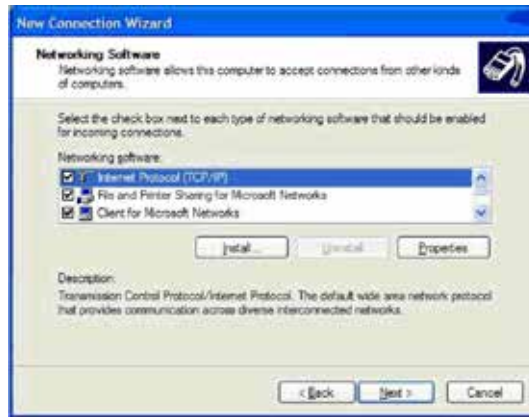 New Connection Wizard
Networking Software
Networking software allows this computer to accept connections from other kinds
of computers.
Select the check box next to each type of networking software that should be enabled
for incoming connections.
Networking software:
Internet Protocol (TCP/IP)
File and Printer Sharing for Microsoft Networks
Client for Microsoft Networks
Install... Uninstall Properties
Description:
Transmission Control Protocol/Internet Protocol. The default wide area network protocol
that provides communication across diverse interconnected networks.
< Back Next > Cancel